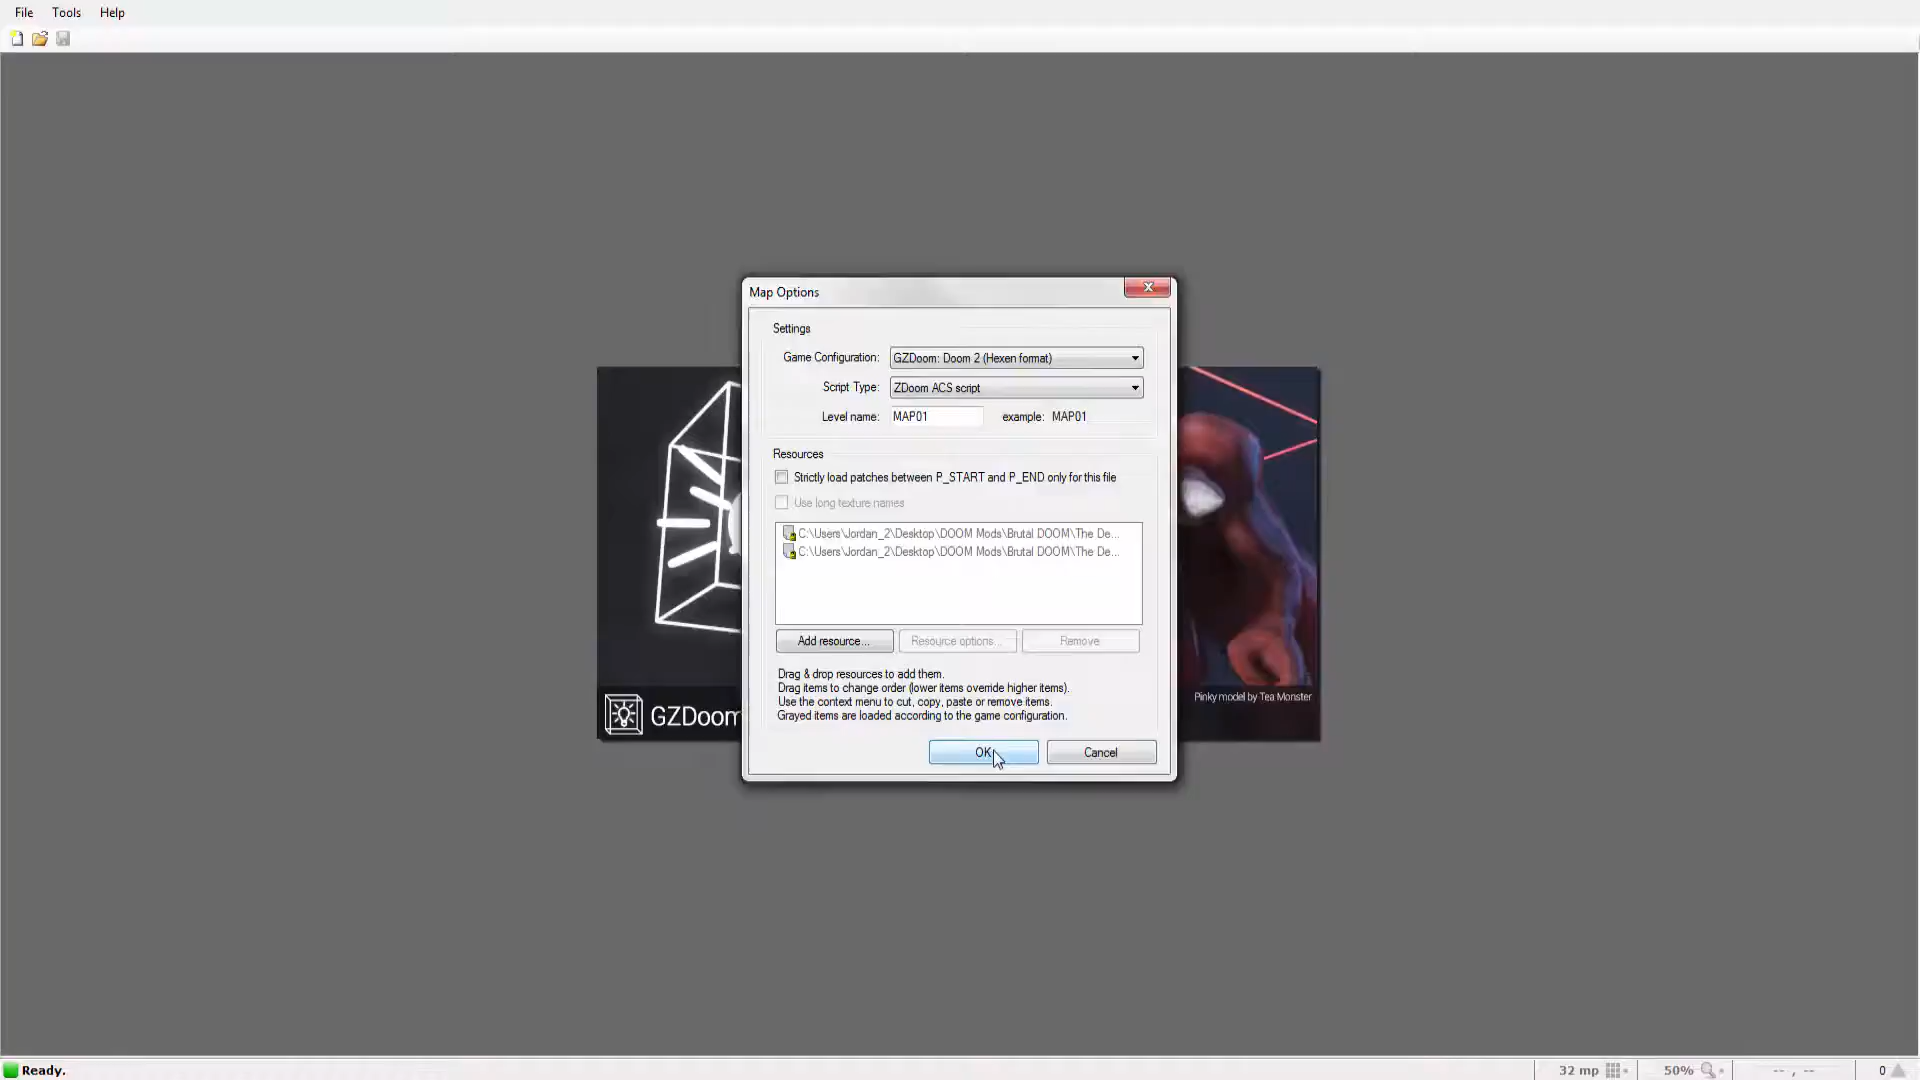 File Tools Help
Map Options
Settings
Game Configuration: GZDoom: Doom 2 (Hexen format)
Script Type: ZDoom ACS script
Level name: MAP01 example: MAP01
Resources
Strictly load patches between P_START and P_END only for this file
Use long texture names
C:\Users\Jordan_2\Desktop\DOOM Mods\Brutal DOOM\The De...
C:\Users\Jordan_2\Desktop\DOOM Mods\Brutal DOOM\The De...
Add resource... Resource options... Remove
Drag & drop resources to add them.
Drag items to change order (lower items override higher items).
Use the context menu to cut, copy, paste or remove items.
Grayed items are loaded according to the game configuration.
OK Cancel
GZDoom
Pinky model by Tea Monster
Ready. 32 mp 50% -- , -- 0